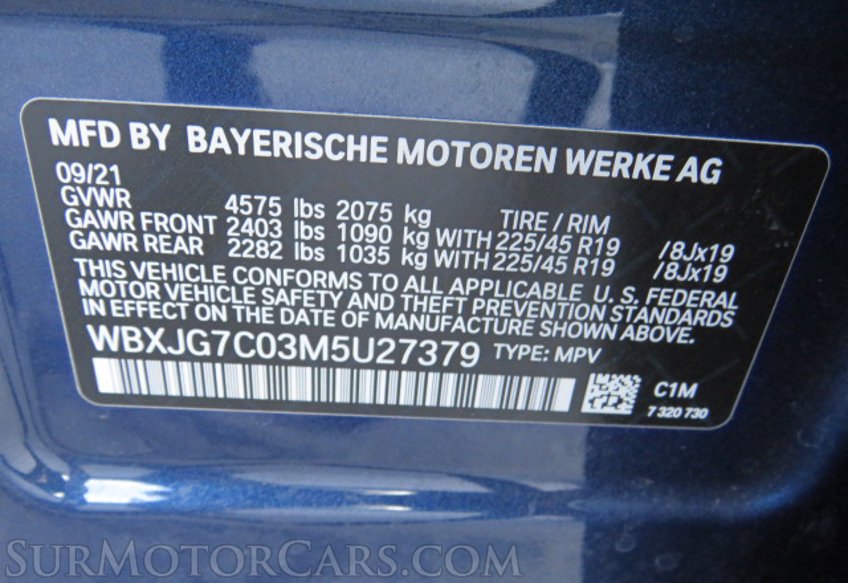 MFD BY BAYERISCHE MOTOREN WERKE AG
09/21
GVWR 4575 lbs 2075 kg TIRE / RIM
GAWR FRONT 2403 lbs 1090 kg WITH 225/45 R19 /8Jx19
GAWR REAR 2282 lbs 1035 kg WITH 225/45 R19 /8Jx19
THIS VEHICLE CONFORMS TO ALL APPLICABLE U. S. FEDERAL
MOTOR VEHICLE SAFETY AND THEFT PREVENTION STANDARDS
IN EFFECT ON THE DATE OF MANUFACTURE SHOWN ABOVE.
WBXJG7C03M5U27379 TYPE: MPV
C1M
7 320 730
SURMOTORCARS.COM